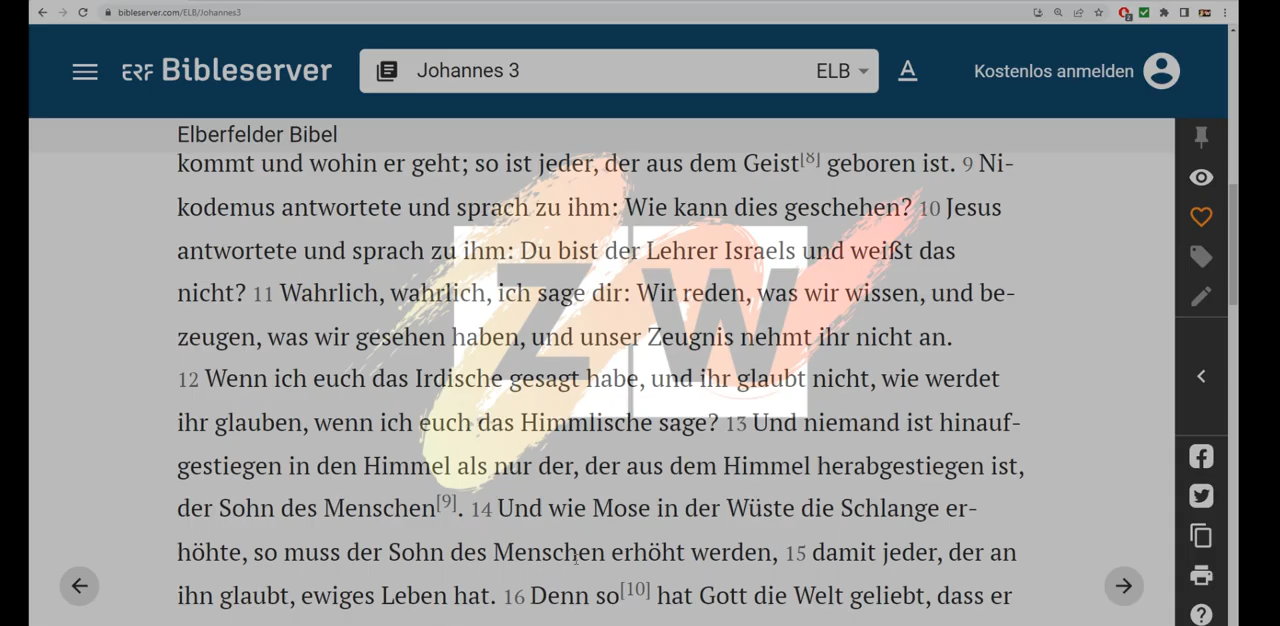 bibleserver.com/ELB/Johannes3
ERF Bibleserver
Johannes 3
ELB
A
Kostenlos anmelden
Elberfelder Bibel
kommt und wohin er geht; so ist jeder, der aus dem Geist[8] geboren ist. 9 Ni-
kodemus antwortete und sprach zu ihm: Wie kann dies geschehen? 10 Jesus
antwortete und sprach zu ihm: Du bist der Lehrer Israels und weißt das
nicht? 11 Wahrlich, wahrlich, ich sage dir: Wir reden, was wir wissen, und be-
zeugen, was wir gesehen haben, und unser Zeugnis nehmt ihr nicht an.
12 Wenn ich euch das Irdische gesagt habe, und ihr glaubt nicht, wie werdet
ihr glauben, wenn ich euch das Himmlische sage? 13 Und niemand ist hinauf-
gestiegen in den Himmel als nur der, der aus dem Himmel herabgestiegen ist,
der Sohn des Menschen[9]. 14 Und wie Mose in der Wüste die Schlange er-
höhte, so muss der Sohn des Menschen erhöht werden, 15 damit jeder, der an
ihn glaubt, ewiges Leben hat. 16 Denn so[10] hat Gott die Welt geliebt, dass er
ZW